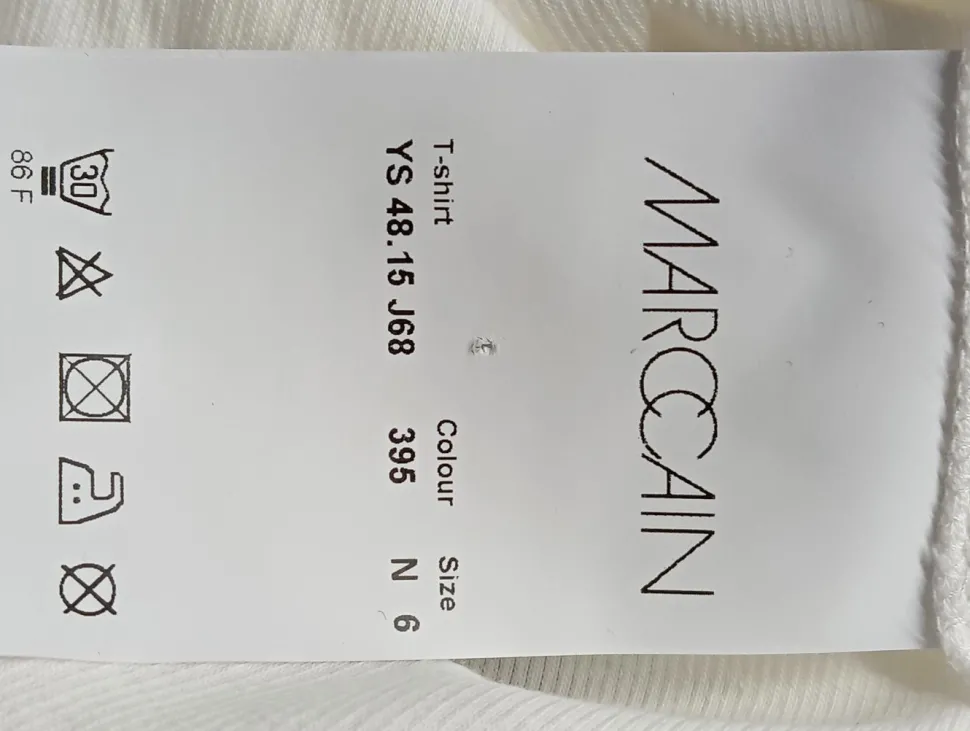 MARCCAIN
T-shirt Colour Size
YS 48.15 J68 395 N 6
30
86 F